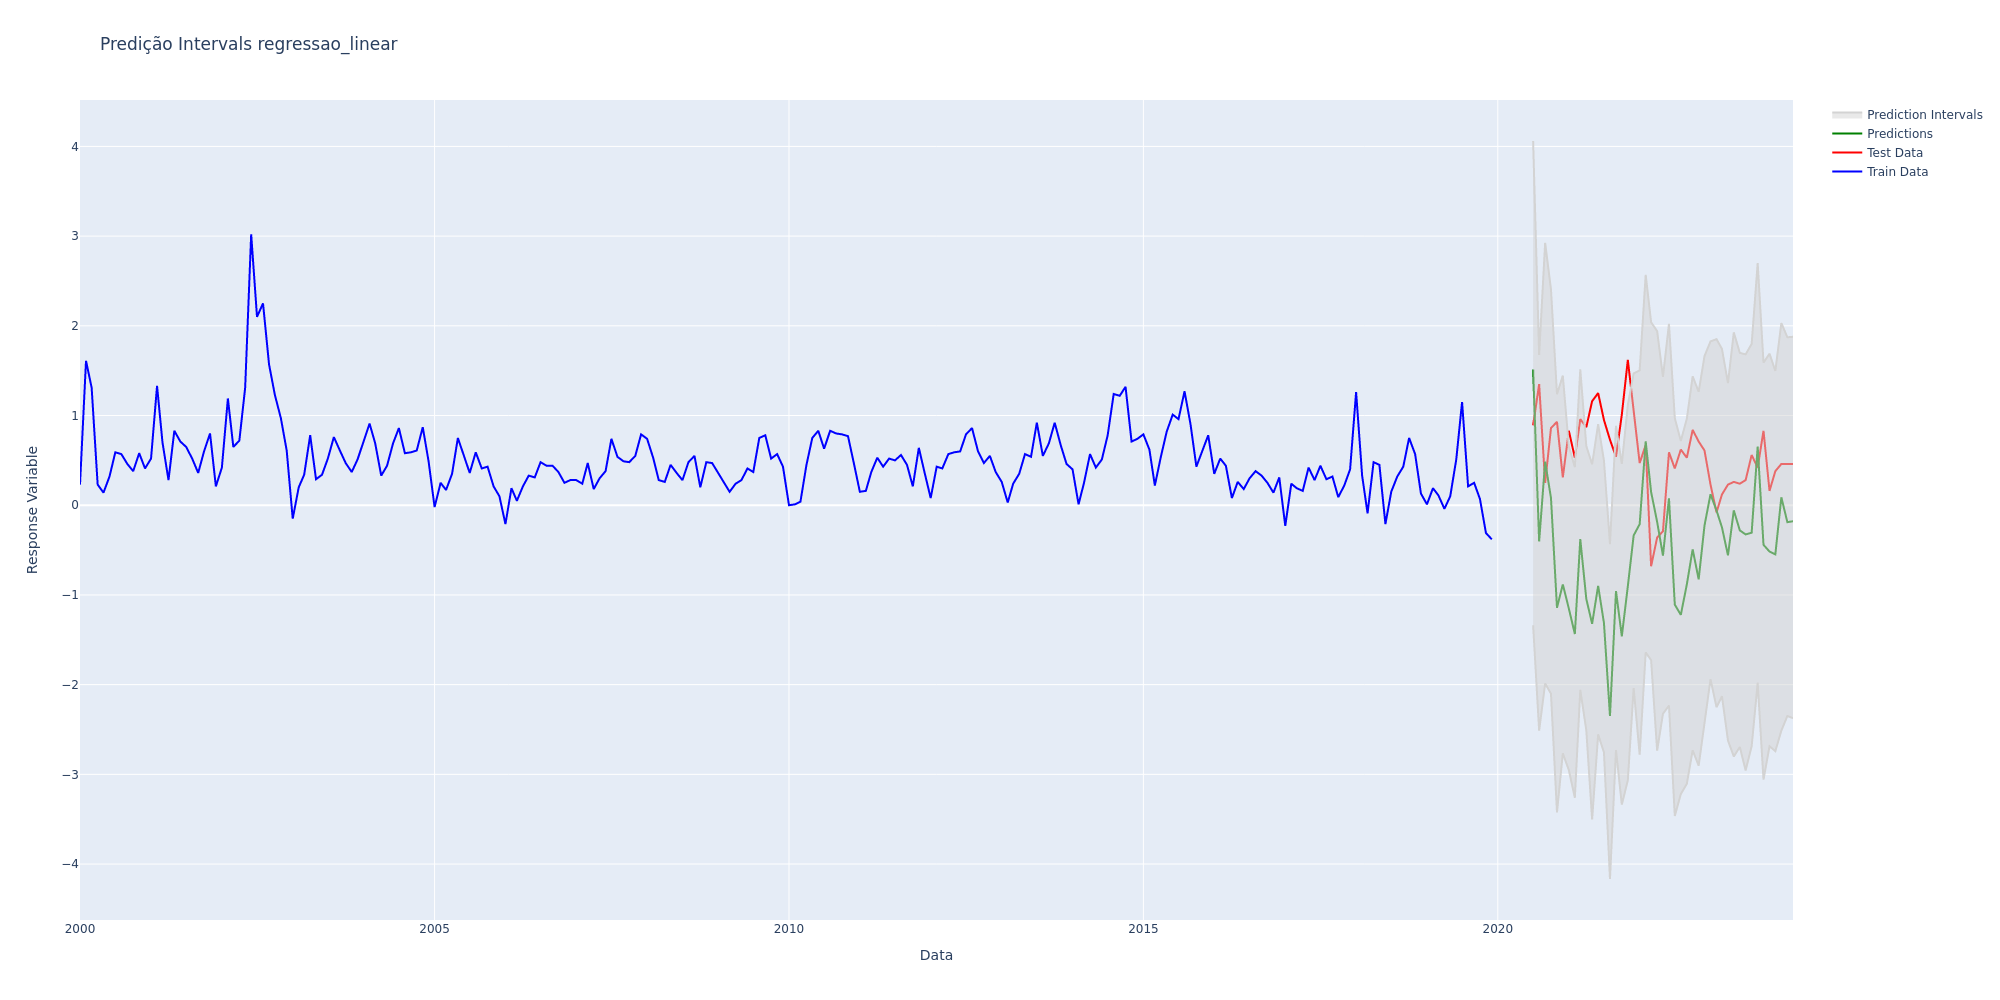 Predição Intervals regressao_linear
Prediction Intervals
Predictions
Test Data
Train Data
Response Variable
4
3
2
1
0
−1
−2
−3
−4
2000
2005
2010
2015
2020
Data